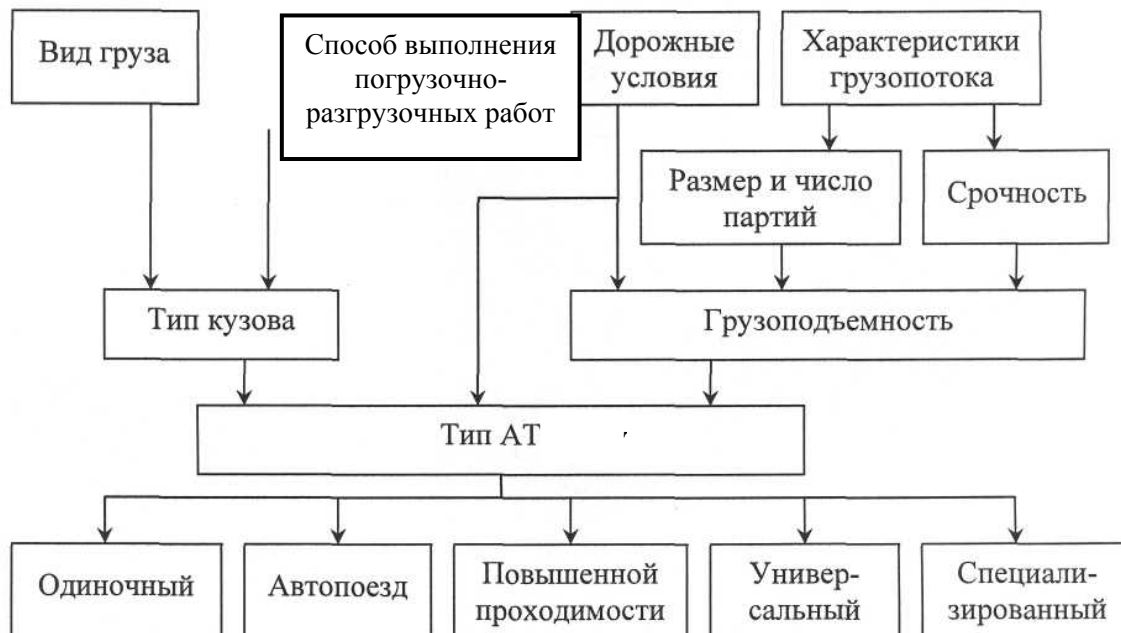 Вид груза
Способ выполнения
погрузочно-
разгрузочных работ
Дорожные
условия
Характеристики
грузопотока
Размер и число
партий
Срочность
Тип кузова
Грузоподъемность
Тип АТ
Одиночный
Автопоезд
Повышенной
проходимости
Универ-
сальный
Специали-
зированный